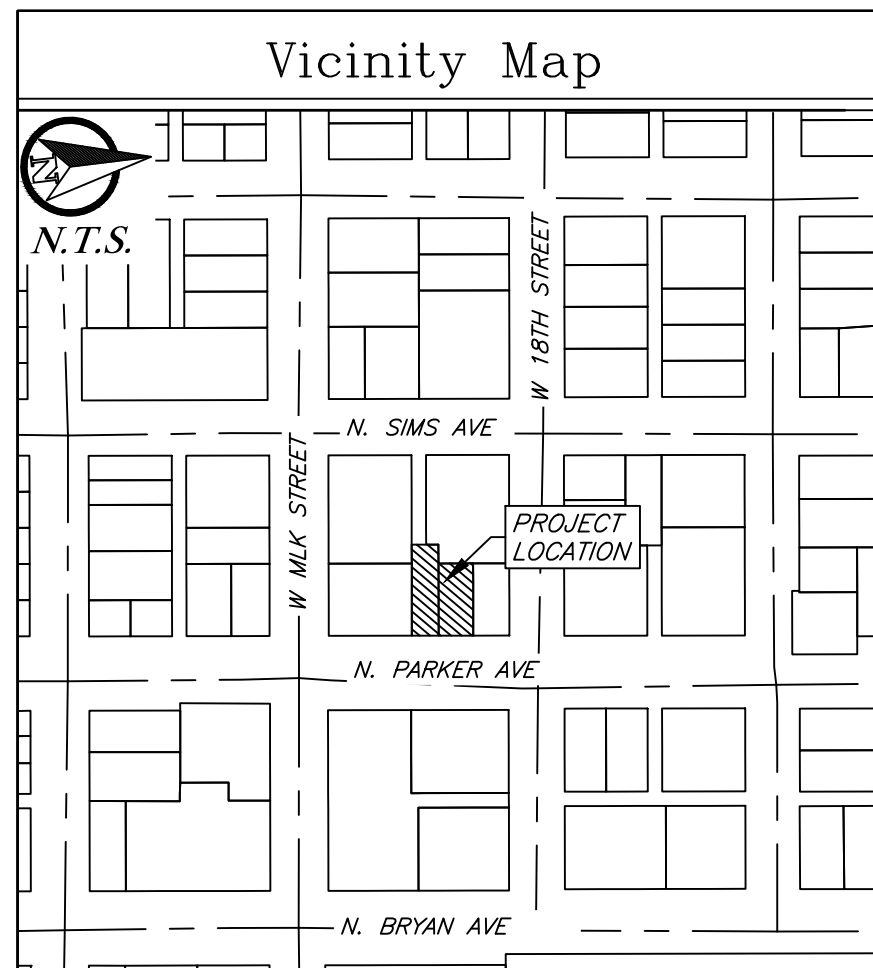 Vicinity Map
N
N.T.S.
W 18TH STREET
N. SIMS AVE
W MLK STREET
PROJECT
LOCATION
N. PARKER AVE
N. BRYAN AVE